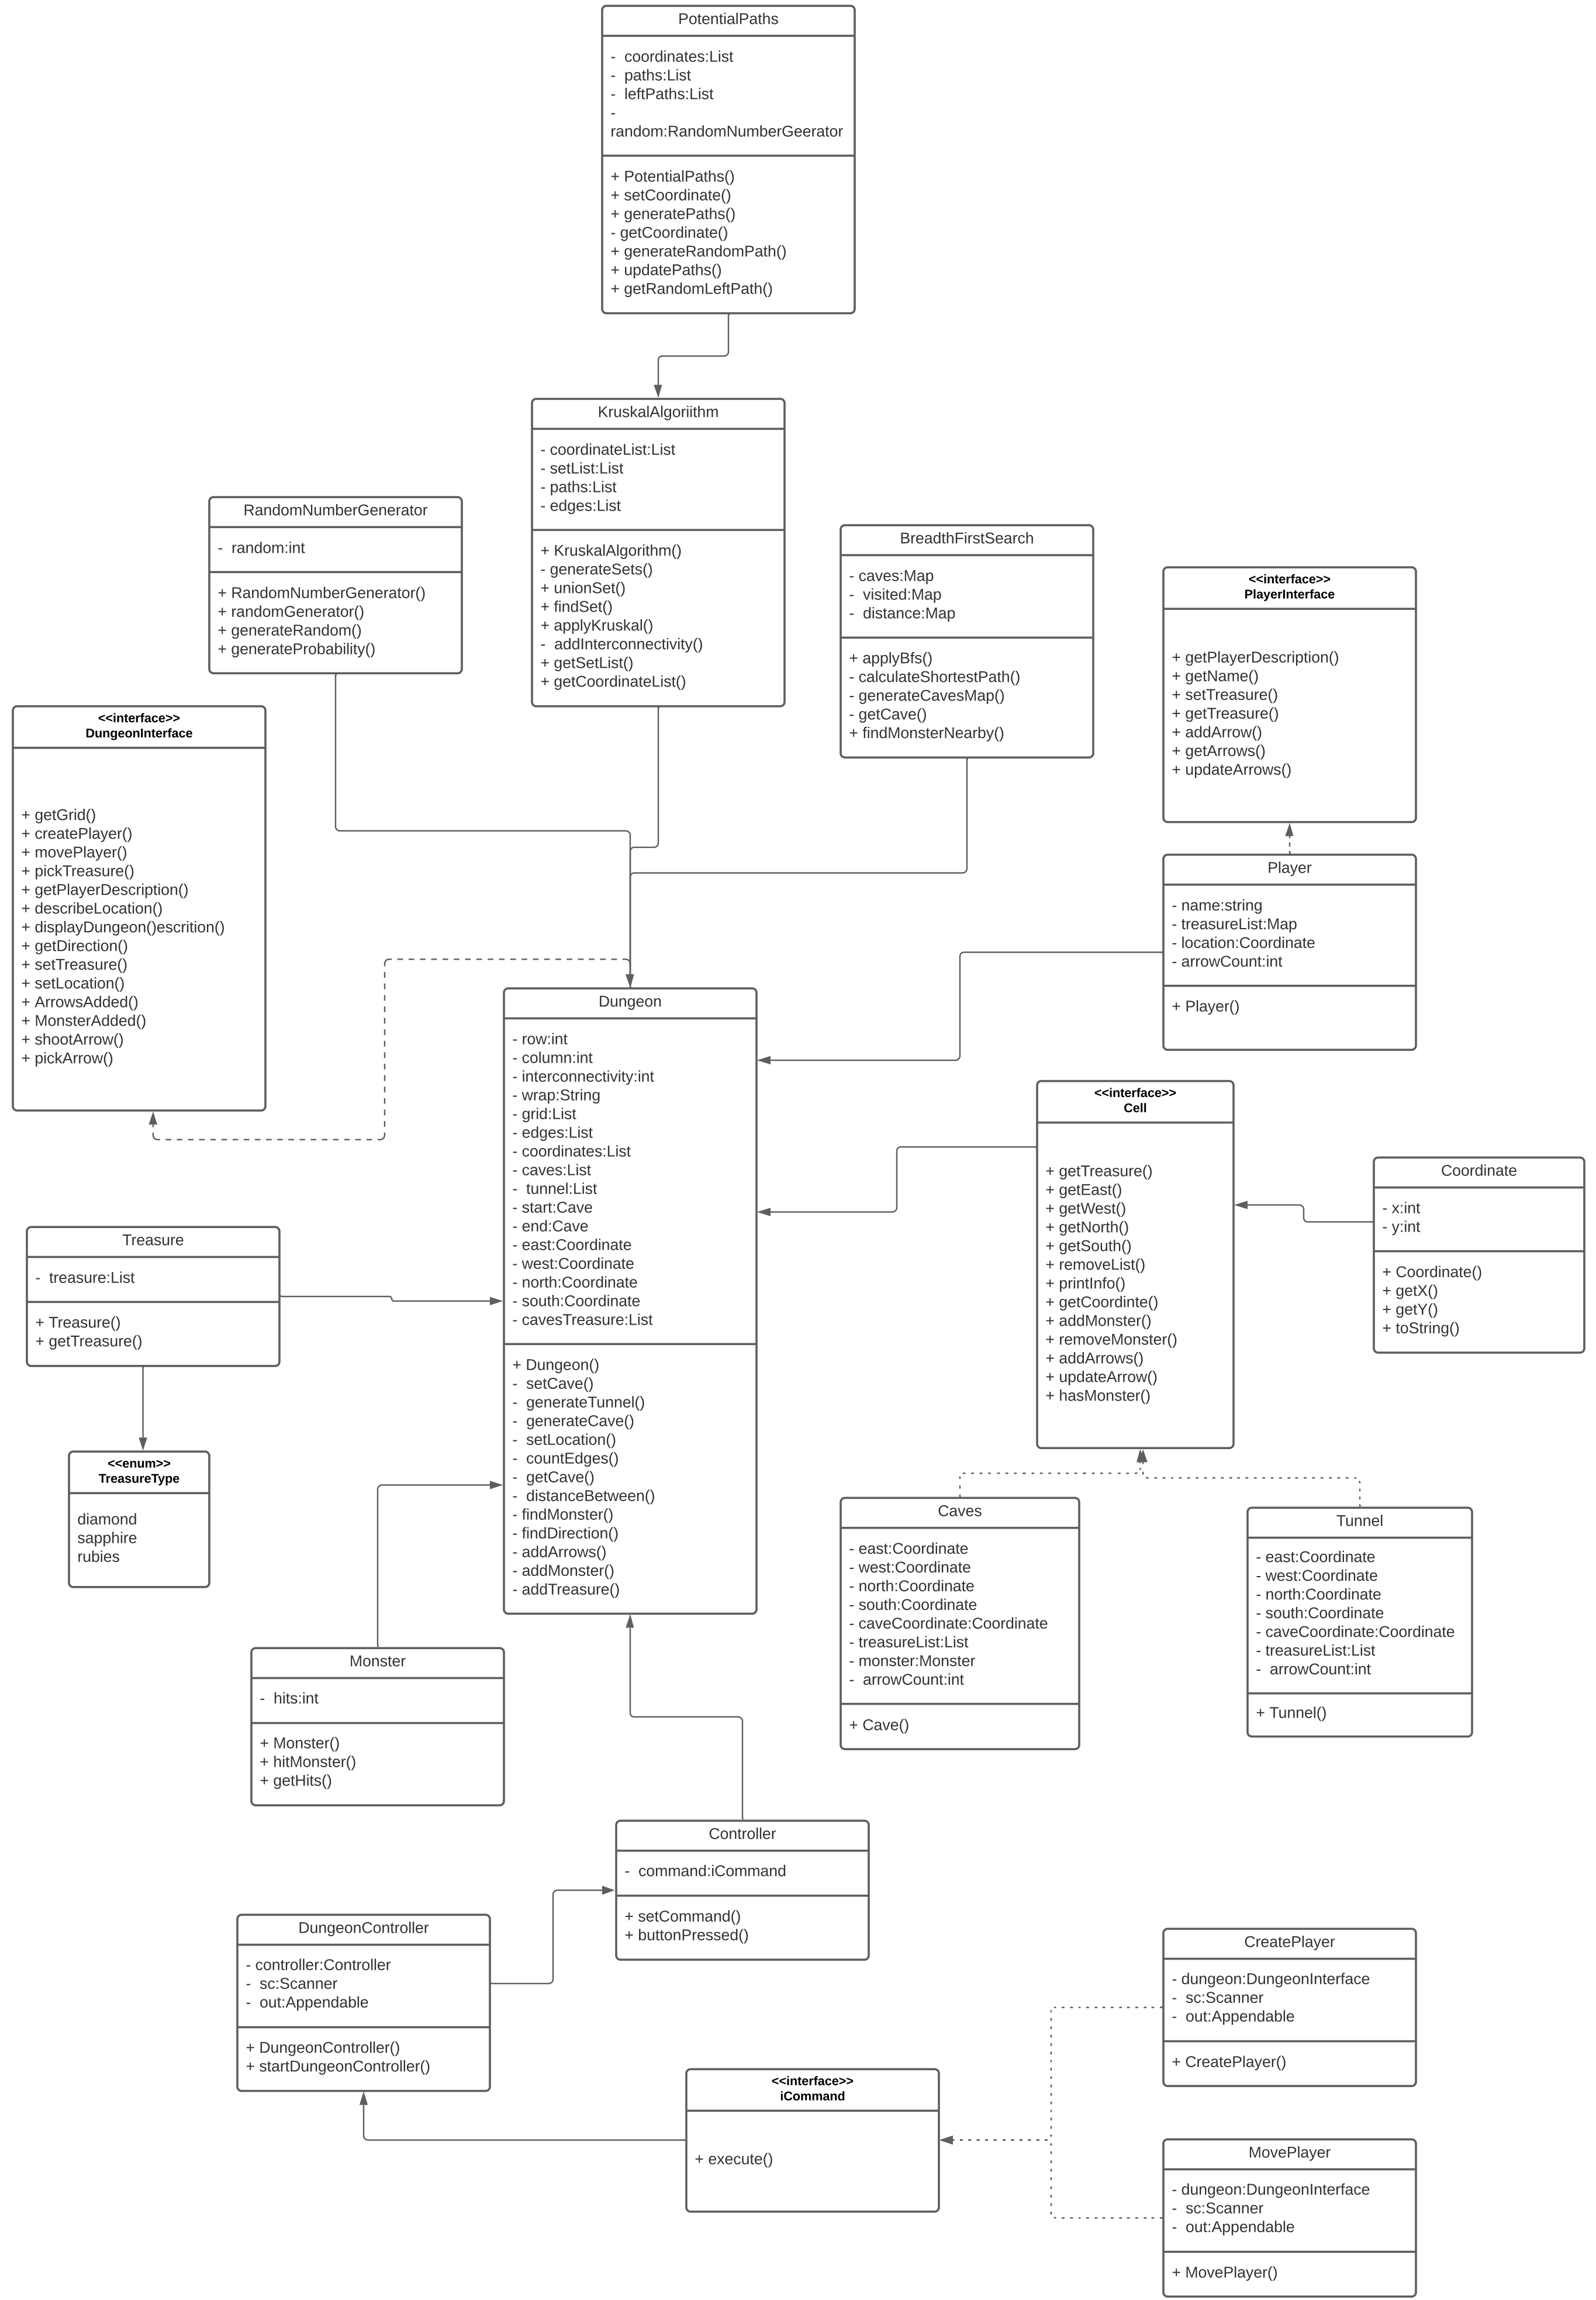 PotentialPaths
-  coordinates:List
-  paths:List
-  leftPaths:List
-
random:RandomNumberGeerator
+ PotentialPaths()
+ setCoordinate()
+ generatePaths()
- getCoordinate()
+ generateRandomPath()
+ updatePaths()
+ getRandomLeftPath()
KruskalAlgoriithm
- coordinateList:List
- setList:List
- paths:List
- edges:List
+ KruskalAlgorithm()
- generateSets()
+ unionSet()
+ findSet()
+ applyKruskal()
-  addInterconnectivity()
+ getSetList()
+ getCoordinateList()
RandomNumberGenerator
-  random:int
+ RandomNumberGenerator()
+ randomGenerator()
+ generateRandom()
+ generateProbability()
BreadthFirstSearch
- caves:Map
-  visited:Map
-  distance:Map
+ applyBfs()
- calculateShortestPath()
- generateCavesMap()
- getCave()
+ findMonsterNearby()
<<interface>>
PlayerInterface
+ getPlayerDescription()
+ getName()
+ setTreasure()
+ getTreasure()
+ addArrow()
+ getArrows()
+ updateArrows()
<<interface>>
DungeonInterface
+ getGrid()
+ createPlayer()
+ movePlayer()
+ pickTreasure()
+ getPlayerDescription()
+ describeLocation()
+ displayDungeon()escrition()
+ getDirection()
+ setTreasure()
+ setLocation()
+ ArrowsAdded()
+ MonsterAdded()
+ shootArrow()
+ pickArrow()
Player
- name:string
- treasureList:Map
- location:Coordinate
- arrowCount:int
+ Player()
Dungeon
- row:int
- column:int
- interconnectivity:int
- wrap:String
- grid:List
- edges:List
- coordinates:List
- caves:List
-  tunnel:List
- start:Cave
- end:Cave
- east:Coordinate
- west:Coordinate
- north:Coordinate
- south:Coordinate
- cavesTreasure:List
+ Dungeon()
-  setCave()
-  generateTunnel()
-  generateCave()
-  setLocation()
-  countEdges()
-  getCave()
-  distanceBetween()
- findMonster()
- findDirection()
- addArrows()
- addMonster()
- addTreasure()
<<interface>>
Cell
+ getTreasure()
+ getEast()
+ getWest()
+ getNorth()
+ getSouth()
+ removeList()
+ printInfo()
+ getCoordinte()
+ addMonster()
+ removeMonster()
+ addArrows()
+ updateArrow()
+ hasMonster()
Coordinate
- x:int
- y:int
+ Coordinate()
+ getX()
+ getY()
+ toString()
Treasure
-  treasure:List
+ Treasure()
+ getTreasure()
<<enum>>
TreasureType
diamond
sapphire
rubies
Caves
- east:Coordinate
- west:Coordinate
- north:Coordinate
- south:Coordinate
- caveCoordinate:Coordinate
- treasureList:List
- monster:Monster
-  arrowCount:int
+ Cave()
Tunnel
- east:Coordinate
- west:Coordinate
- north:Coordinate
- south:Coordinate
- caveCoordinate:Coordinate
- treasureList:List
-  arrowCount:int
+ Tunnel()
Monster
-  hits:int
+ Monster()
+ hitMonster()
+ getHits()
Controller
-  command:iCommand
+ setCommand()
+ buttonPressed()
DungeonController
- controller:Controller
-  sc:Scanner
-  out:Appendable
+ DungeonController()
+ startDungeonController()
CreatePlayer
- dungeon:DungeonInterface
-  sc:Scanner
-  out:Appendable
+ CreatePlayer()
<<interface>>
iCommand
+ execute()
MovePlayer
- dungeon:DungeonInterface
-  sc:Scanner
-  out:Appendable
+ MovePlayer()